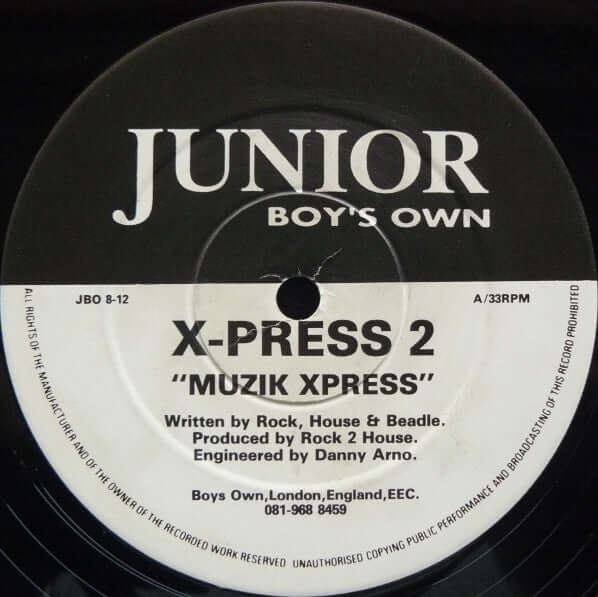 JUNIOR
BOY'S OWN
JBO 8-12
A/33RPM
X-PRESS 2
"MUZIK XPRESS"
Written by Rock, House & Beadle.
Produced by Rock 2 House.
Engineered by Danny Arno.
Boys Own,London,England,EEC.
081-968 8459
ALL RIGHTS OF THE MANUFACTURER AND OF THE OWNER OF THE RECORDED WORK RESERVED UNAUTHORISED COPYING PUBLIC PERFORMANCE AND BROADCASTING OF THIS RECORD PROHIBITED